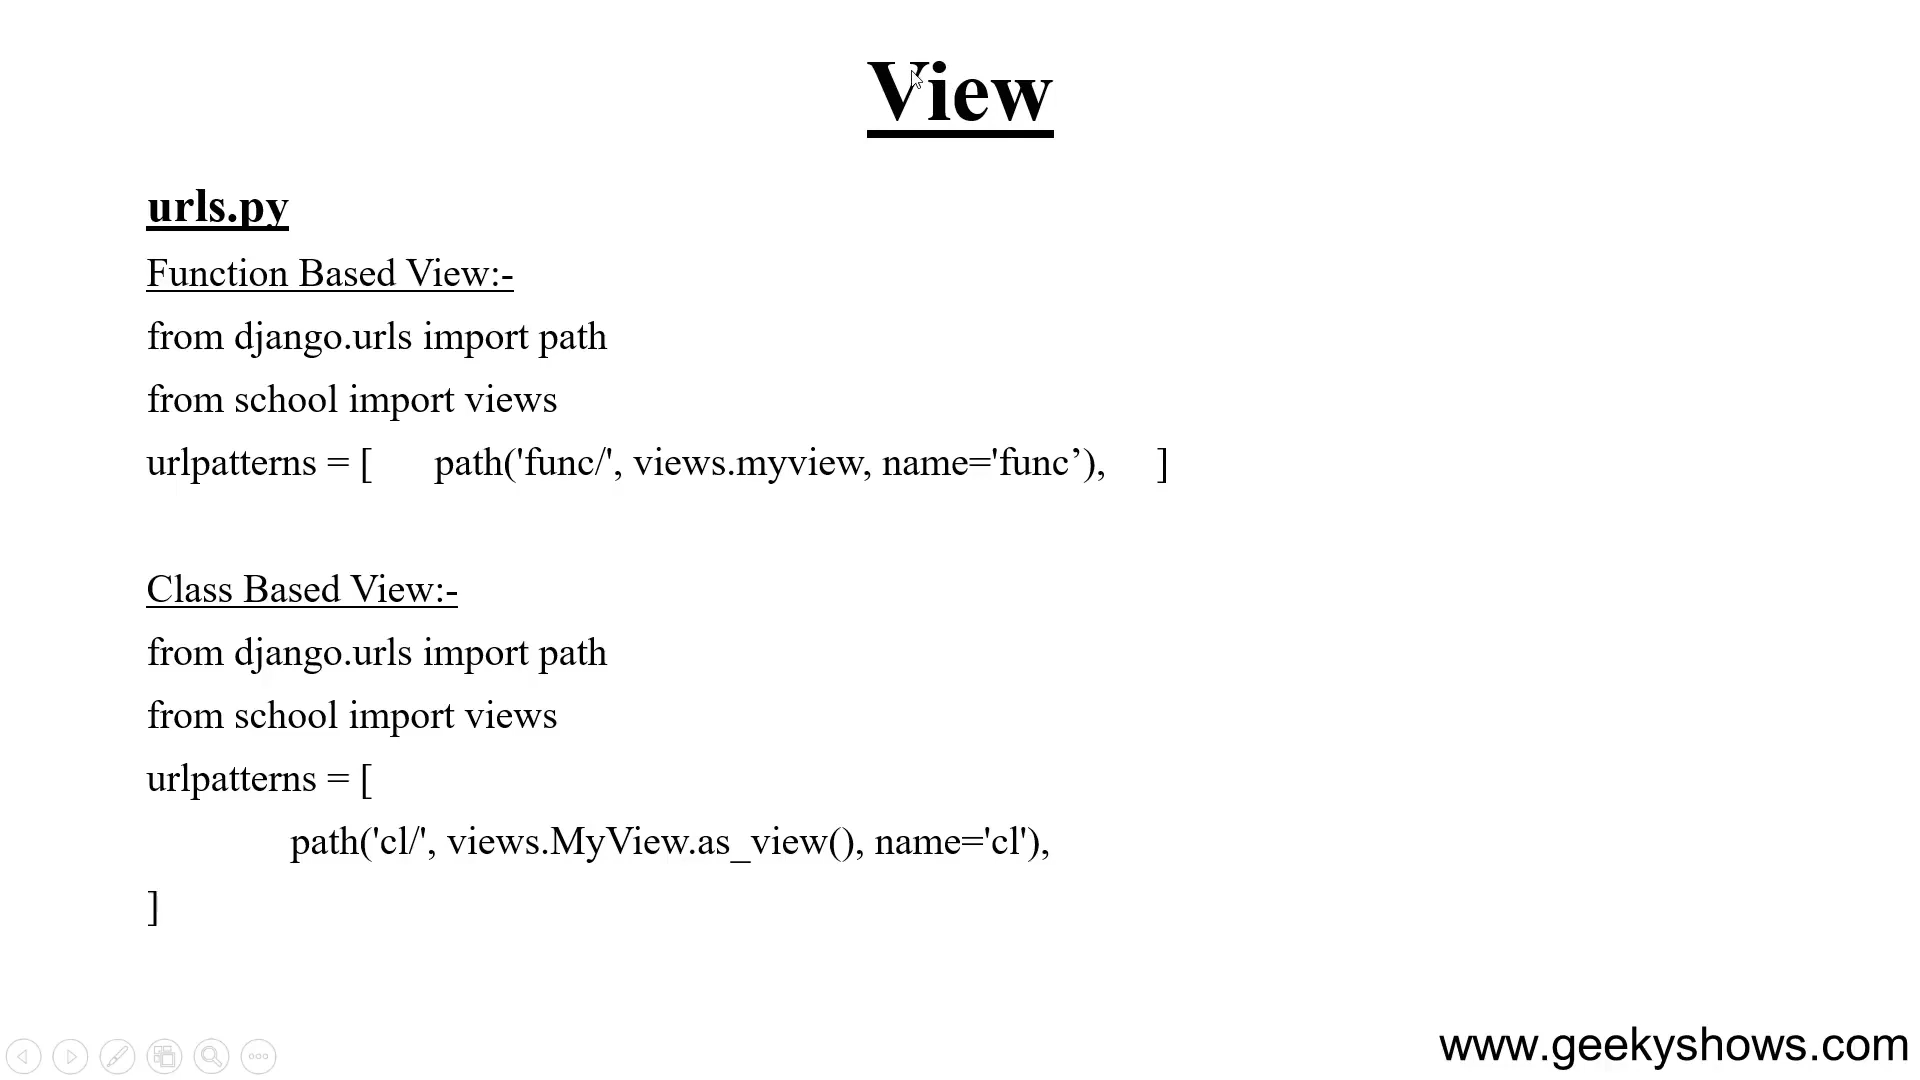 View
urls.py
Function Based View:-
from django.urls import path
from school import views
urlpatterns = [ path('func/', views.myview, name='func’), ]
Class Based View:-
from django.urls import path
from school import views
urlpatterns = [
path('cl/', views.MyView.as_view(), name='cl'),
]
www.geekyshows.com